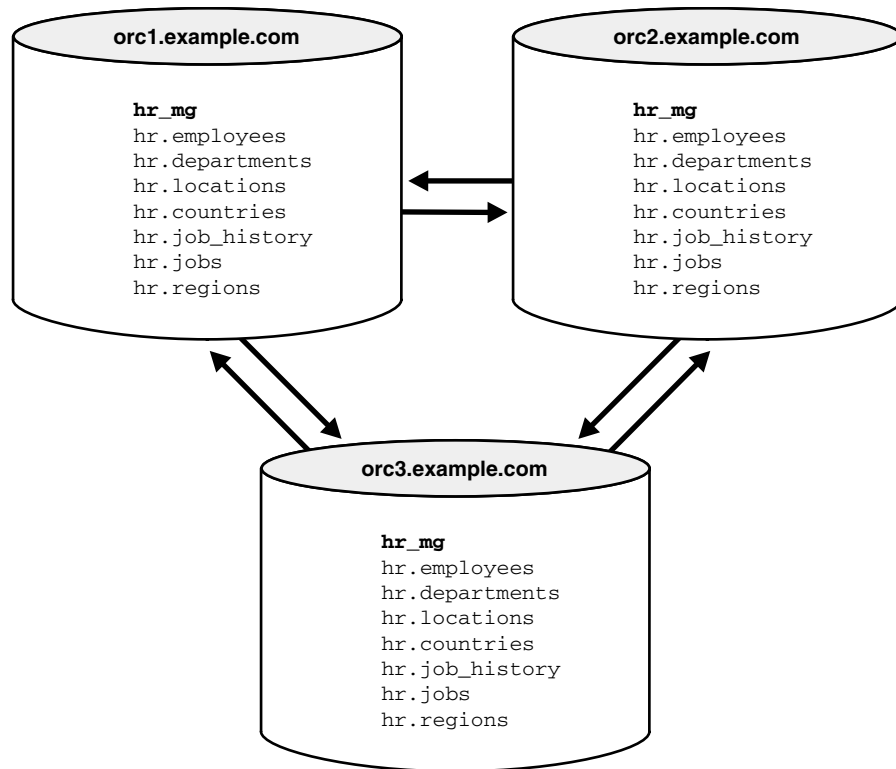 orc1.example.com
hr_mg
hr.employees
hr.departments
hr.locations
hr.countries
hr.job_history
hr.jobs
hr.regions
orc2.example.com
hr_mg
hr.employees
hr.departments
hr.locations
hr.countries
hr.job_history
hr.jobs
hr.regions
orc3.example.com
hr_mg
hr.employees
hr.departments
hr.locations
hr.countries
hr.job_history
hr.jobs
hr.regions